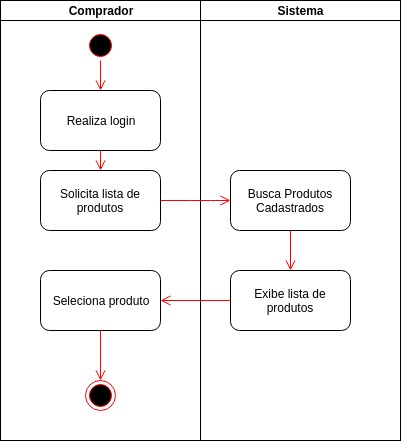 Comprador
Sistema
Realiza login
Solicita lista de
produtos
Busca Produtos
Cadastrados
Exibe lista de
produtos
Seleciona produto